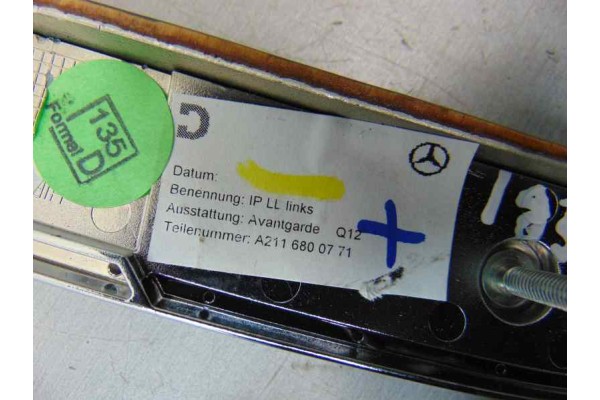 135
Formel D
G
Datum:
Benennung: IP LL links
Ausstattung: Avantgarde Q12
Teilenummer: A211 680 07 71